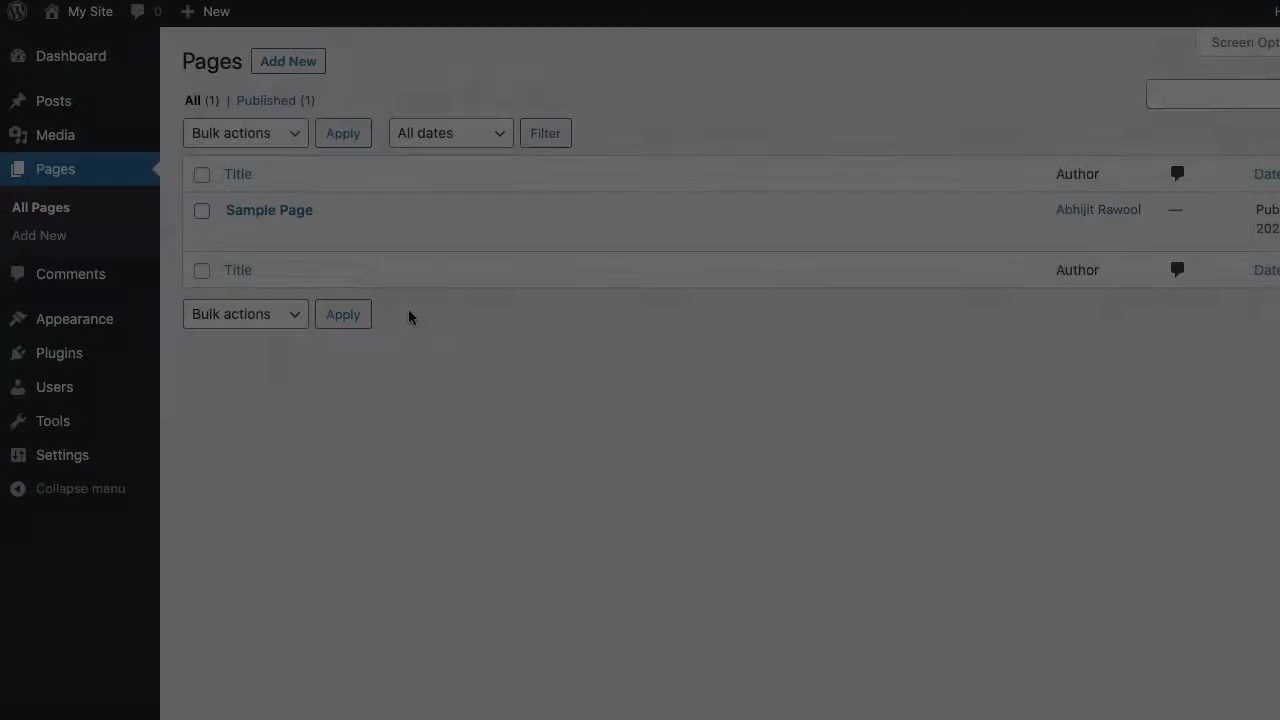 My Site 0 New
Screen Opt
Dashboard
Posts
Media
Pages
All Pages
Add New
Comments
Appearance
Plugins
Users
Tools
Settings
Collapse menu
Pages Add New
All (1) | Published (1)
Bulk actions Apply All dates Filter
Title Author Date
Sample Page Abhijit Rawool — Pub
202
Title Author Date
Bulk actions Apply